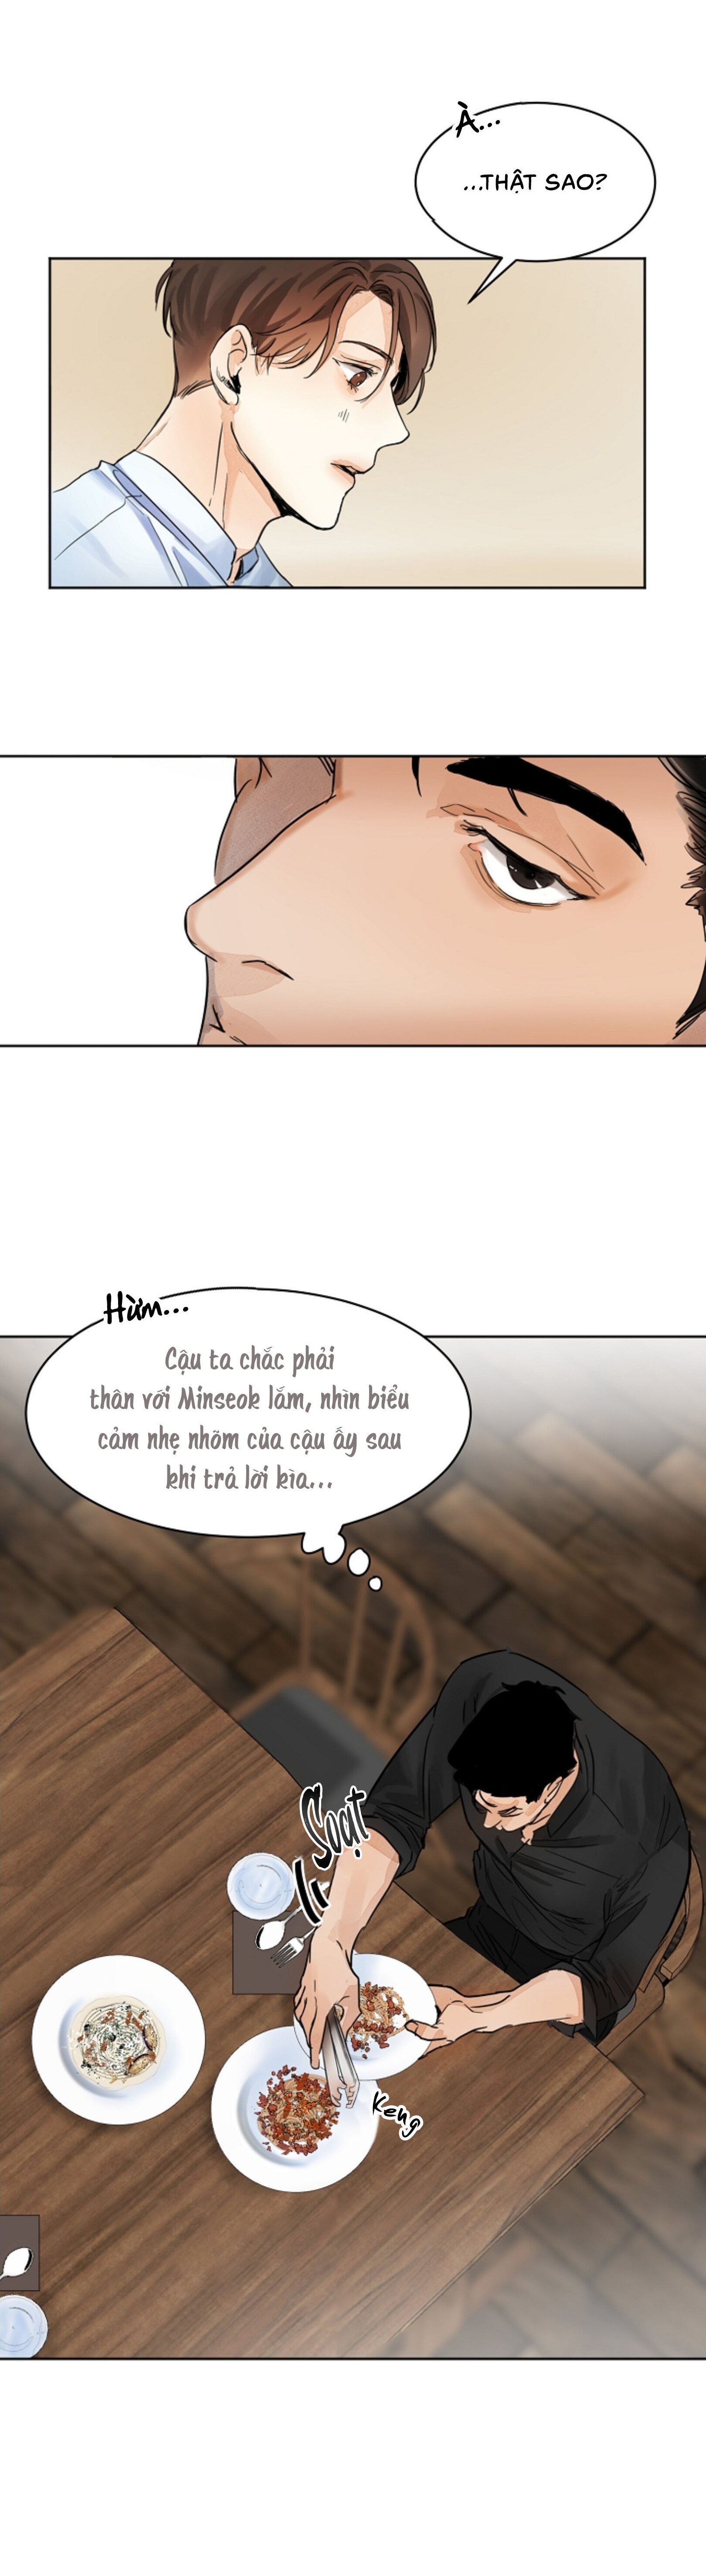 À...
...THẬT SAO?
Hừm...
Cậu ta chắc phải
thân với Minseok lắm, nhìn biểu
cảm nhẹ nhõm của cậu ấy sau
khi trả lời kìa...
Soạt
Keng